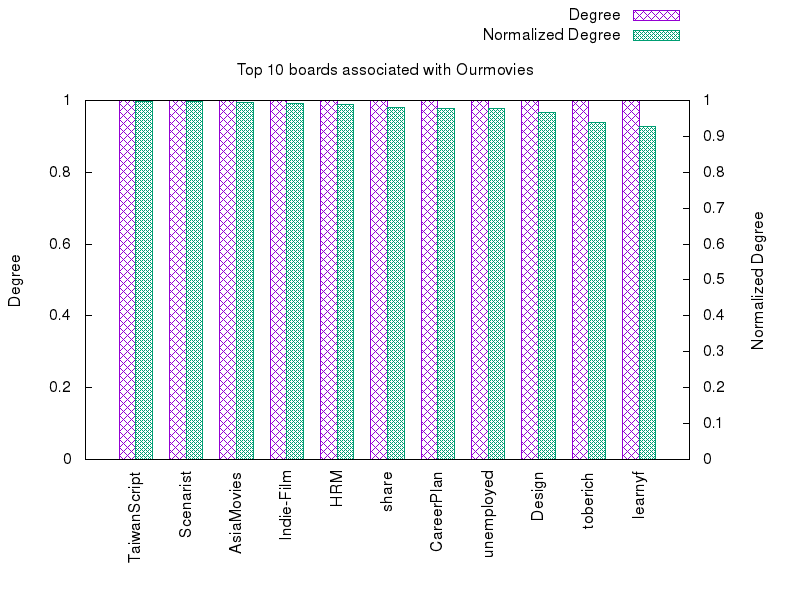 Degree
Normalized Degree
Top 10 boards associated with Ourmovies
1
0.8
0.6
0.4
0.2
0
Degree
1
0.9
0.8
0.7
0.6
0.5
0.4
0.3
0.2
0.1
0
Normalized Degree
TaiwanScript
Scenarist
AsiaMovies
Indie-Film
HRM
share
CareerPlan
unemployed
Design
toberich
learnyf